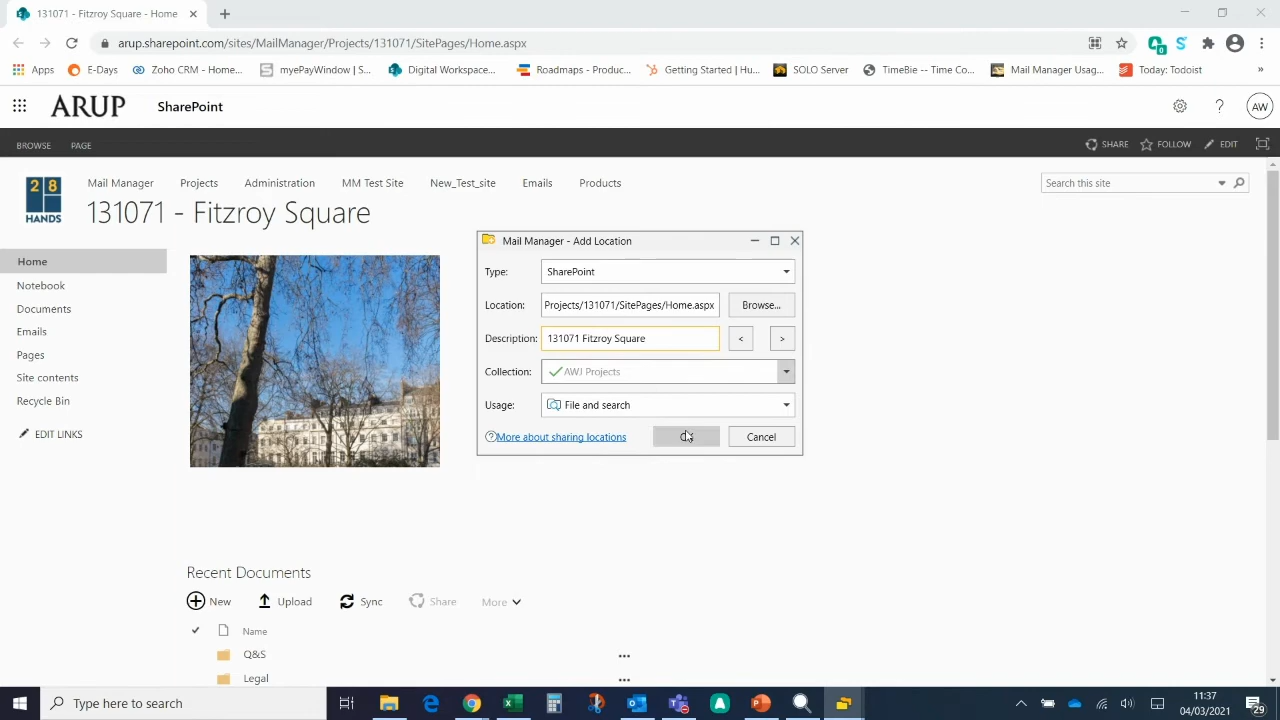 131071 - Fitzroy Square - Home
arup.sharepoint.com/sites/MailManager/Projects/131071/SitePages/Home.aspx
0
Apps
E-Days
Zoho CRM - Home...
myePayWindow | S...
Digital Workspace...
Roadmaps - Produc...
Getting Started | Hu...
SOLO Server
TimeBie -- Time Co...
Mail Manager Usag...
Today: Todoist
»
ARUP
SharePoint
?
AW
BROWSE
PAGE
SHARE
FOLLOW
EDIT
28
HANDS
Mail Manager
Projects
Administration
MM Test Site
New_Test_site
Emails
Products
Search this site
131071 - Fitzroy Square
Home
Notebook
Documents
Emails
Pages
Site contents
Recycle Bin
EDIT LINKS
Mail Manager - Add Location
Type: SharePoint
Location: Projects/131071/SitePages/Home.aspx Browse...
Description: 131071 Fitzroy Square < >
Collection: AWJ Projects
Usage: File and search
More about sharing locations
Cancel
Recent Documents
New
Upload
Sync
Share
More
Name
Q&S
...
Legal
...
Type here to search
11:37
04/03/2021
29